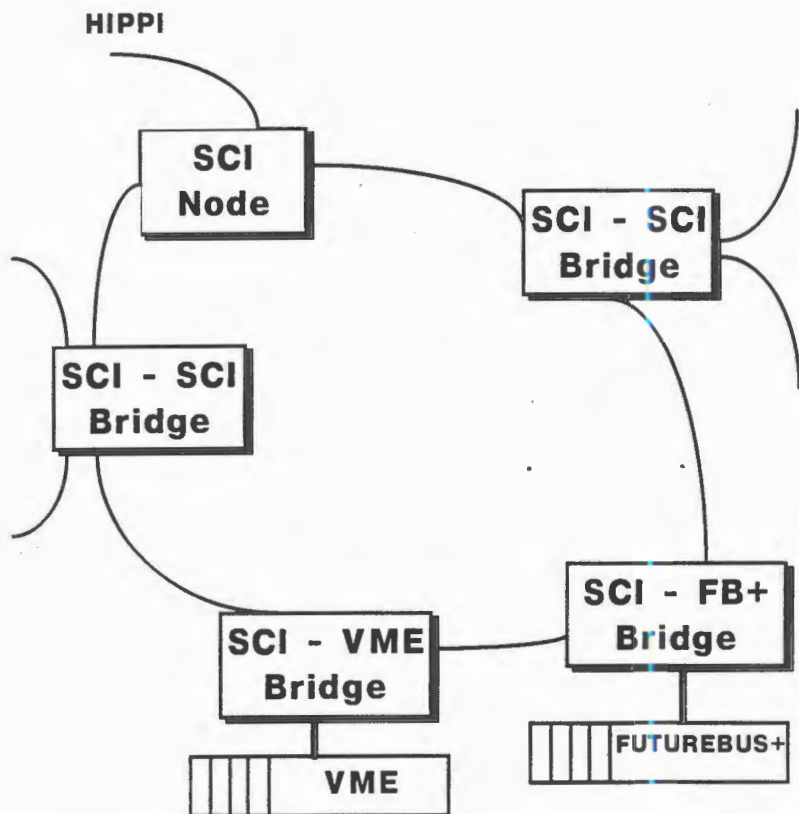 HIPPI
SCI
Node
SCI - SCI
Bridge
SCI - SCI
Bridge
SCI - FB+
Bridge
SCI - VME
Bridge
FUTUREBUS+
VME